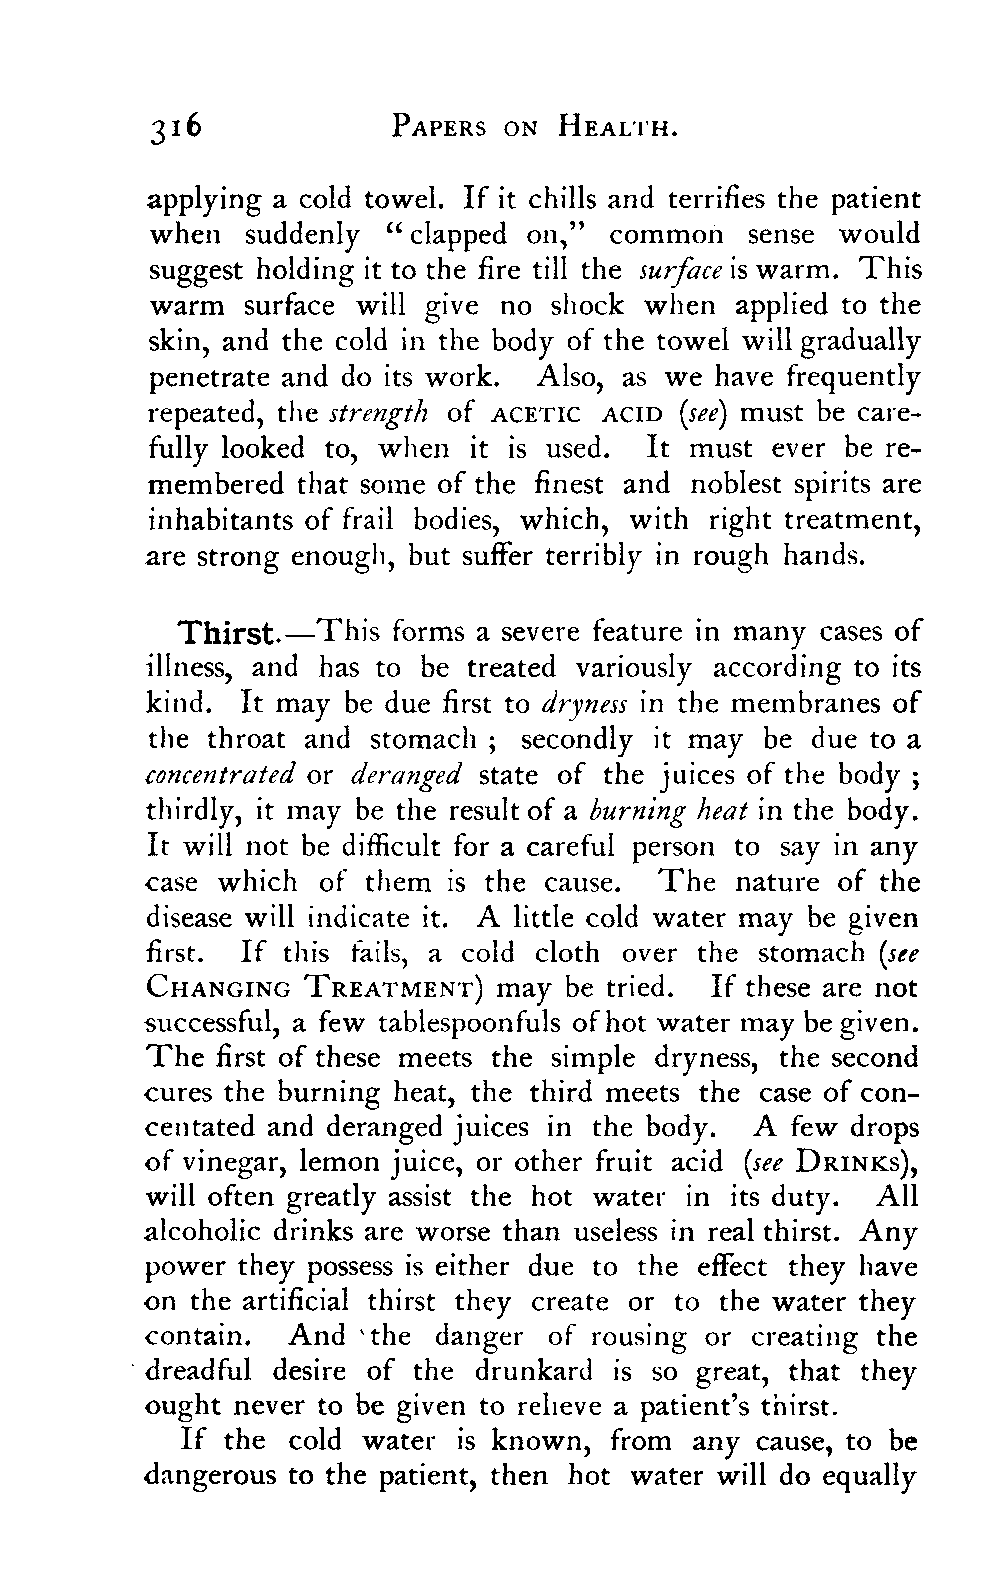 316 PAPERS ON HEALTH.
applying a cold towel. If it chills and terrifies the patient
when suddenly “clapped on,” common sense would
suggest holding it to the fire till the surface is warm. This
warm surface will give no shock when applied to the
skin, and the cold in the body of the towel will gradually
penetrate and do its work. Also, as we have frequently
repeated, the strength of ACETIC ACID (see) must be care-
fully looked to, when it is used. It must ever be re-
membered that some of the finest and noblest spirits are
inhabitants of frail bodies, which, with right treatment,
are strong enough, but suffer terribly in rough hands.
Thirst.—This forms a severe feature in many cases of
illness, and has to be treated variously according to its
kind. It may be due first to dryness in the membranes of
the throat and stomach ; secondly it may be due to a
concentrated or deranged state of the juices of the body ;
thirdly, it may be the result of a burning heat in the body.
It will not be difficult for a careful person to say in any
case which of them is the cause. The nature of the
disease will indicate it. A little cold water may be given
first. If this fails, a cold cloth over the stomach (see
CHANGING TREATMENT) may be tried. If these are not
successful, a few tablespoonfuls of hot water may be given.
The first of these meets the simple dryness, the second
cures the burning heat, the third meets the case of con-
centated and deranged juices in the body. A few drops
of vinegar, lemon juice, or other fruit acid (see DRINKS),
will often greatly assist the hot water in its duty. All
alcoholic drinks are worse than useless in real thirst. Any
power they possess is either due to the effect they have
on the artificial thirst they create or to the water they
contain. And the danger of rousing or creating the
dreadful desire of the drunkard is so great, that they
ought never to be given to relieve a patient’s thirst.
If the cold water is known, from any cause, to be
dangerous to the patient, then hot water will do equally